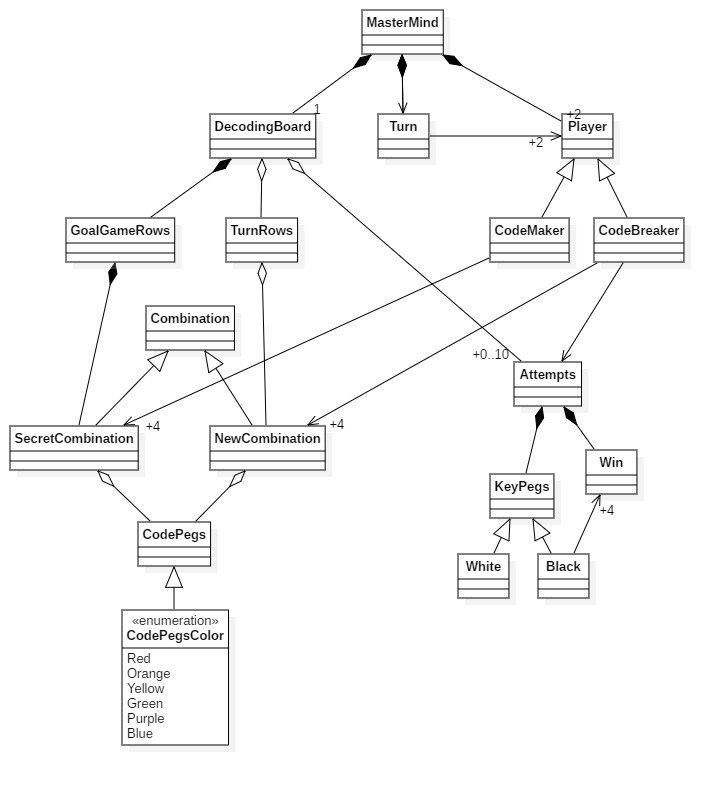 MasterMind
1
+2
DecodingBoard
Turn
Player
+2
GoalGameRows
TurnRows
CodeMaker
CodeBreaker
Combination
+0..10
Attempts
+4
+4
SecretCombination
NewCombination
Win
KeyPegs
+4
CodePegs
White
Black
«enumeration»
CodePegsColor
Red
Orange
Yellow
Green
Purple
Blue